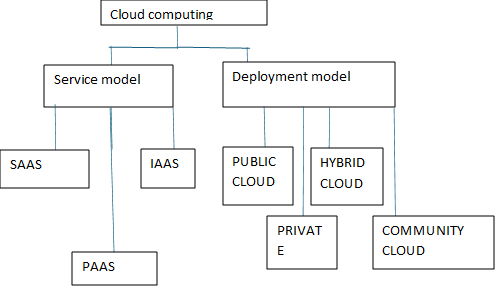 Cloud computing
Service model
Deployment model
SAAS
IAAS
PUBLIC
CLOUD
HYBRID
CLOUD
PRIVAT
E
COMMUNITY
CLOUD
PAAS